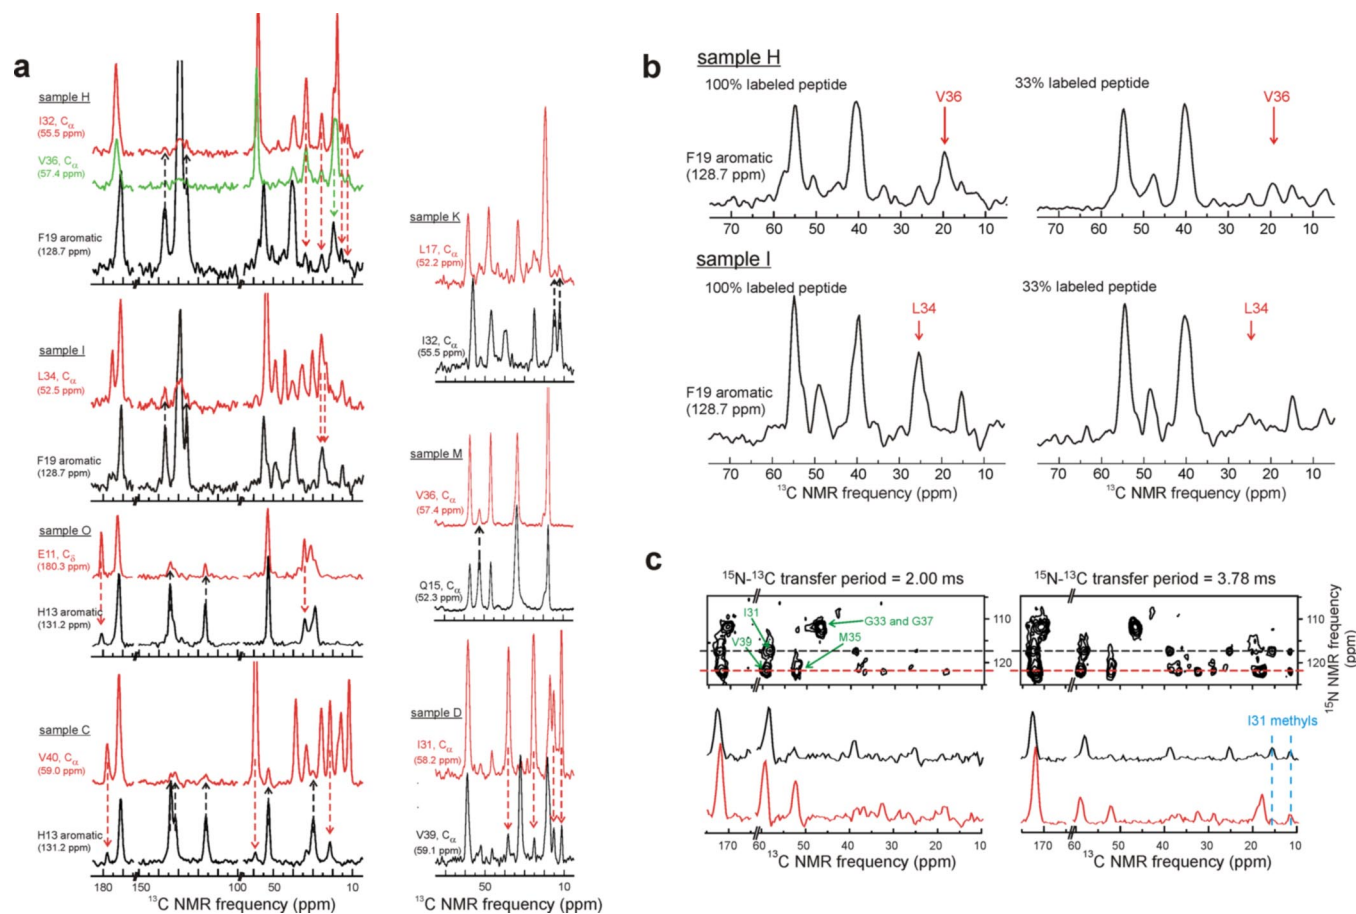 a
sample H
I32, Cα
(55.5 ppm)
V36, Cα
(57.4 ppm)
F19 aromatic
(128.7 ppm)
sample I
L34, Cα
(52.5 ppm)
F19 aromatic
(128.7 ppm)
sample O
E11, Cδ
(180.3 ppm)
H13 aromatic
(131.2 ppm)
sample C
V40, Cα
(59.0 ppm)
H13 aromatic
(131.2 ppm)
180 150 100 50 10
13C NMR frequency (ppm)
sample K
L17, Cα
(52.2 ppm)
I32, Cα
(55.5 ppm)
sample M
V36, Cα
(57.4 ppm)
Q15, Cα
(52.3 ppm)
sample D
I31, Cα
(58.2 ppm)
V39, Cα
(59.1 ppm)
50 10
13C NMR frequency (ppm)
b
sample H
100% labeled peptide
V36
F19 aromatic
(128.7 ppm)
70 60 50 40 30 20 10
33% labeled peptide
V36
70 60 50 40 30 20 10
sample I
100% labeled peptide
L34
F19 aromatic
(128.7 ppm)
70 60 50 40 30 20 10
13C NMR frequency (ppm)
33% labeled peptide
L34
70 60 50 40 30 20 10
13C NMR frequency (ppm)
c
15N-13C transfer period = 2.00 ms
I31
V39
G33 and G37
M35
110
120
170 60 50 40 30 20 10
13C NMR frequency (ppm)
15N-13C transfer period = 3.78 ms
110
120
15N NMR frequency
(ppm)
I31 methyls
170 60 50 40 30 20 10
13C NMR frequency (ppm)